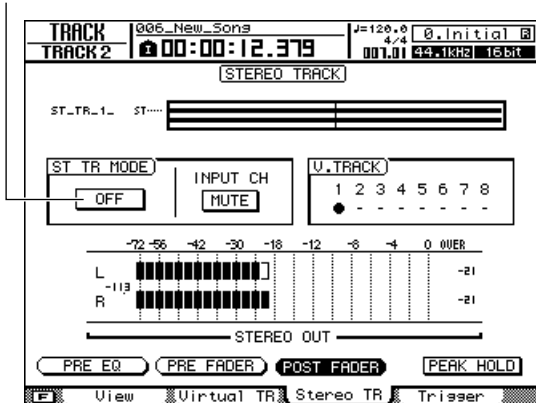 TRACK
TRACK 2
006_New_Song
00:00:12.379
♩=120.0
4/4
001.01
0.Initial
44.1kHz 16bit
STEREO TRACK
ST_TR_1_ ST
ST TR MODE
OFF
INPUT CH
MUTE
V.TRACK
1 2 3 4 5 6 7 8
-72 -56 -42 -30 -18 -12 -8 -4 0 OVER
L -21
-113
R -21
STEREO OUT
PRE EQ PRE FADER POST FADER PEAK HOLD
F View Virtual TR Stereo TR Trigger